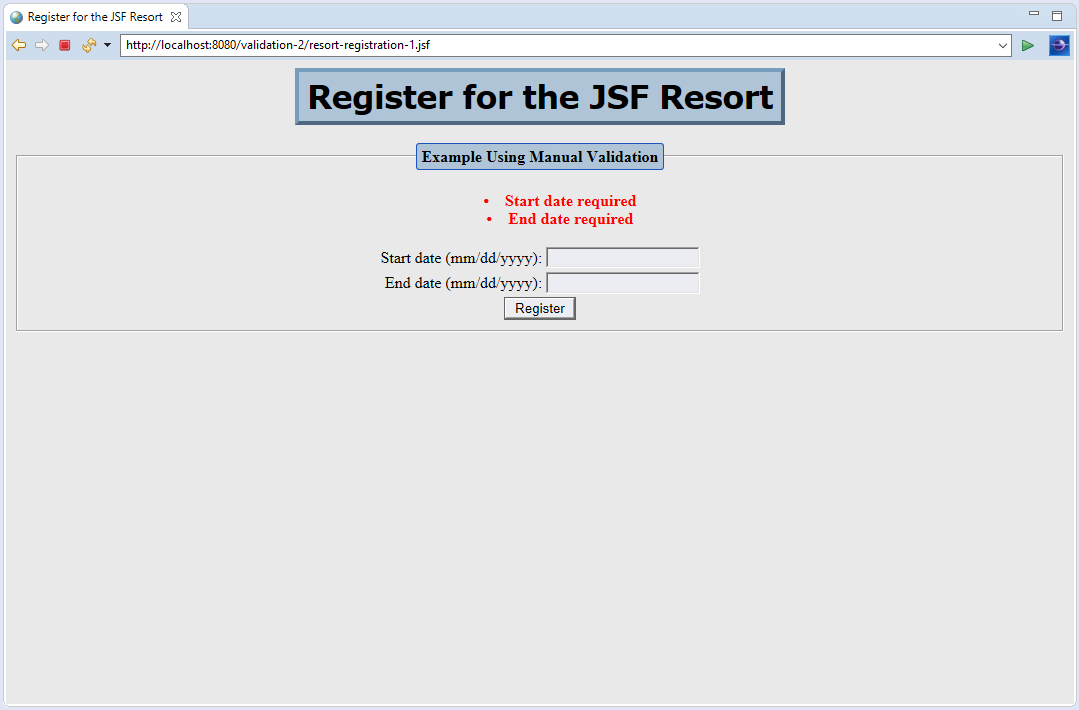 Register for the JSF Resort
http://localhost:8080/validation-2/resort-registration-1.jsf
Register for the JSF Resort
Example Using Manual Validation
• Start date required
• End date required
Start date (mm/dd/yyyy):
End date (mm/dd/yyyy):
Register